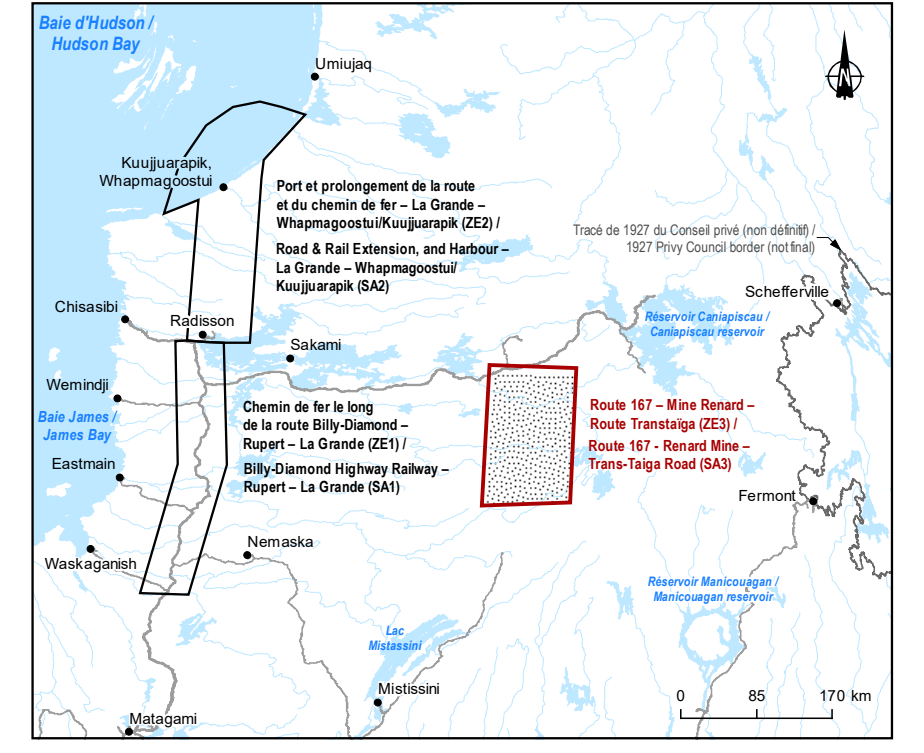 Baie d'Hudson /
Hudson Bay
Umiujaq
N
Kuujjuarapik,
Whapmagoostui
Port et prolongement de la route
et du chemin de fer – La Grande –
Whapmagoostui/Kuujjuarapik (ZE2) /
Road & Rail Extension, and Harbour –
La Grande – Whapmagoostui/
Kuujjuarapik (SA2)
Tracé de 1927 du Conseil privé (non définitif) /
1927 Privy Council border (not final)
Schefferville
Chisasibi
Radisson
Réservoir Caniapiscau /
Caniapiscau reservoir
Sakami
Wemindji
Baie James /
James Bay
Chemin de fer le long
de la route Billy-Diamond –
Rupert – La Grande (ZE1) /
Billy-Diamond Highway Railway –
Rupert – La Grande (SA1)
Route 167 – Mine Renard –
Route Transtaïga (ZE3) /
Route 167 - Renard Mine –
Trans-Taiga Road (SA3)
Eastmain
Fermont
Waskaganish
Nemaska
Réservoir Manicouagan /
Manicouagan reservoir
Lac
Mistassini
Mistissini
0 85 170 km
Matagami